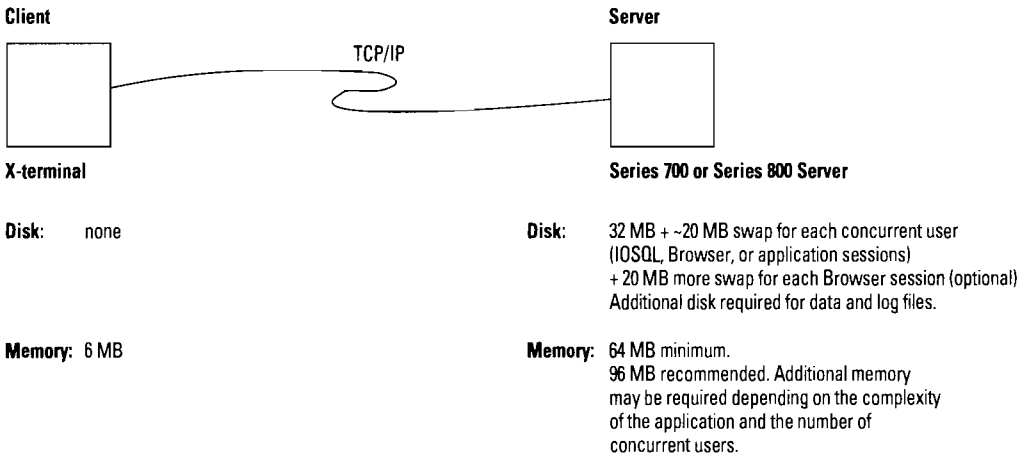 Client
Server
TCP/IP
X-terminal
Series 700 or Series 800 Server
Disk: none
Disk: 32 MB + ~20 MB swap for each concurrent user
(IOSQL, Browser, or application sessions)
+ 20 MB more swap for each Browser session (optional)
Additional disk required for data and log files.
Memory: 6 MB
Memory: 64 MB minimum.
96 MB recommended. Additional memory
may be required depending on the complexity
of the application and the number of
concurrent users.